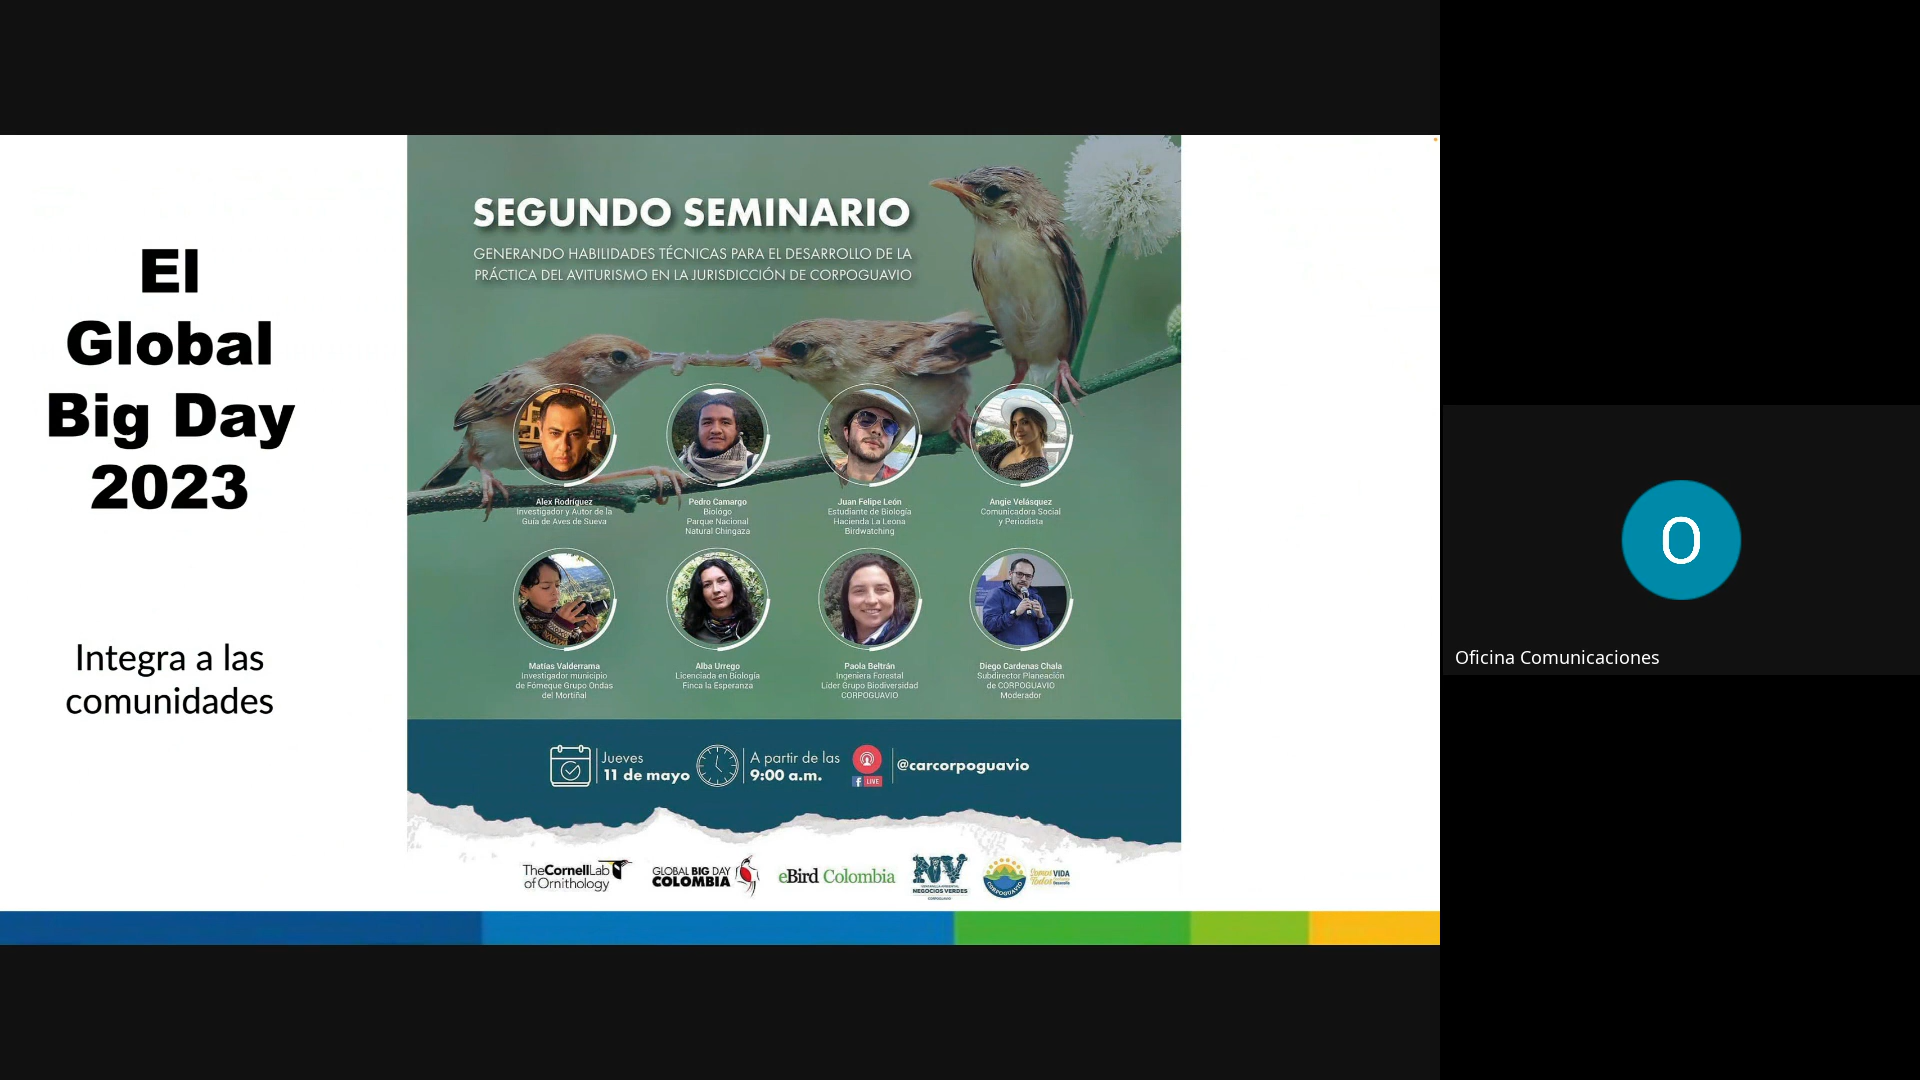 El
Global
Big Day
2023
Integra a las
comunidades
SEGUNDO SEMINARIO
GENERANDO HABILIDADES TÉCNICAS PARA EL DESARROLLO DE LA
PRÁCTICA DEL AVITURISMO EN LA JURISDICCIÓN DE CORPOGUAVIO
Alex Rodríguez
Investigador y Autor de la
Guía de Aves de Sueva
Pedro Camargo
Biólogo
Parque Nacional
Natural Chingaza
Juan Felipe León
Estudiante de Biología
Hacienda La Leona
Birdwatching
Angie Velásquez
Comunicadora Social
y Periodista
Matías Valderrama
Investigador municipio
de Fómeque Grupo Ondas
del Mortiñal
Alba Urrego
Licenciada en Biología
Finca la Esperanza
Paola Beltrán
Ingeniera Forestal
Líder Grupo Biodiversidad
CORPOGUAVIO
Diego Cardenas Chala
Subdirector Planeación
de CORPOGUAVIO
Moderador
Jueves
11 de mayo
A partir de las
9:00 a.m.
f LIVE
@carcorpoguavio
TheCornellLab
of Ornithology
GLOBAL BIG DAY
COLOMBIA
eBird Colombia
NV
NEGOCIOS VERDES
CORPOGUAVIO
Somos VIDA
Todos
O
Oficina Comunicaciones